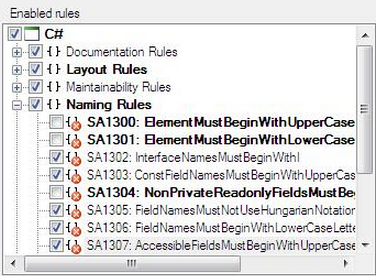 Enabled rules
C#
{ } Documentation Rules
{ } Layout Rules
{ } Maintainability Rules
{ } Naming Rules
SA1300: ElementMustBeginWithUpperCase
SA1301: ElementMustBeginWithLowerCase
SA1302: InterfaceNamesMustBeginWithI
SA1303: ConstFieldNamesMustBeginWithUpperCase
SA1304: NonPrivateReadonlyFieldsMustBe
SA1305: FieldNamesMustNotUseHungarianNotation
SA1306: FieldNamesMustBeginWithLowerCaseLette
SA1307: AccessibleFieldsMustBeginWithUpperCase